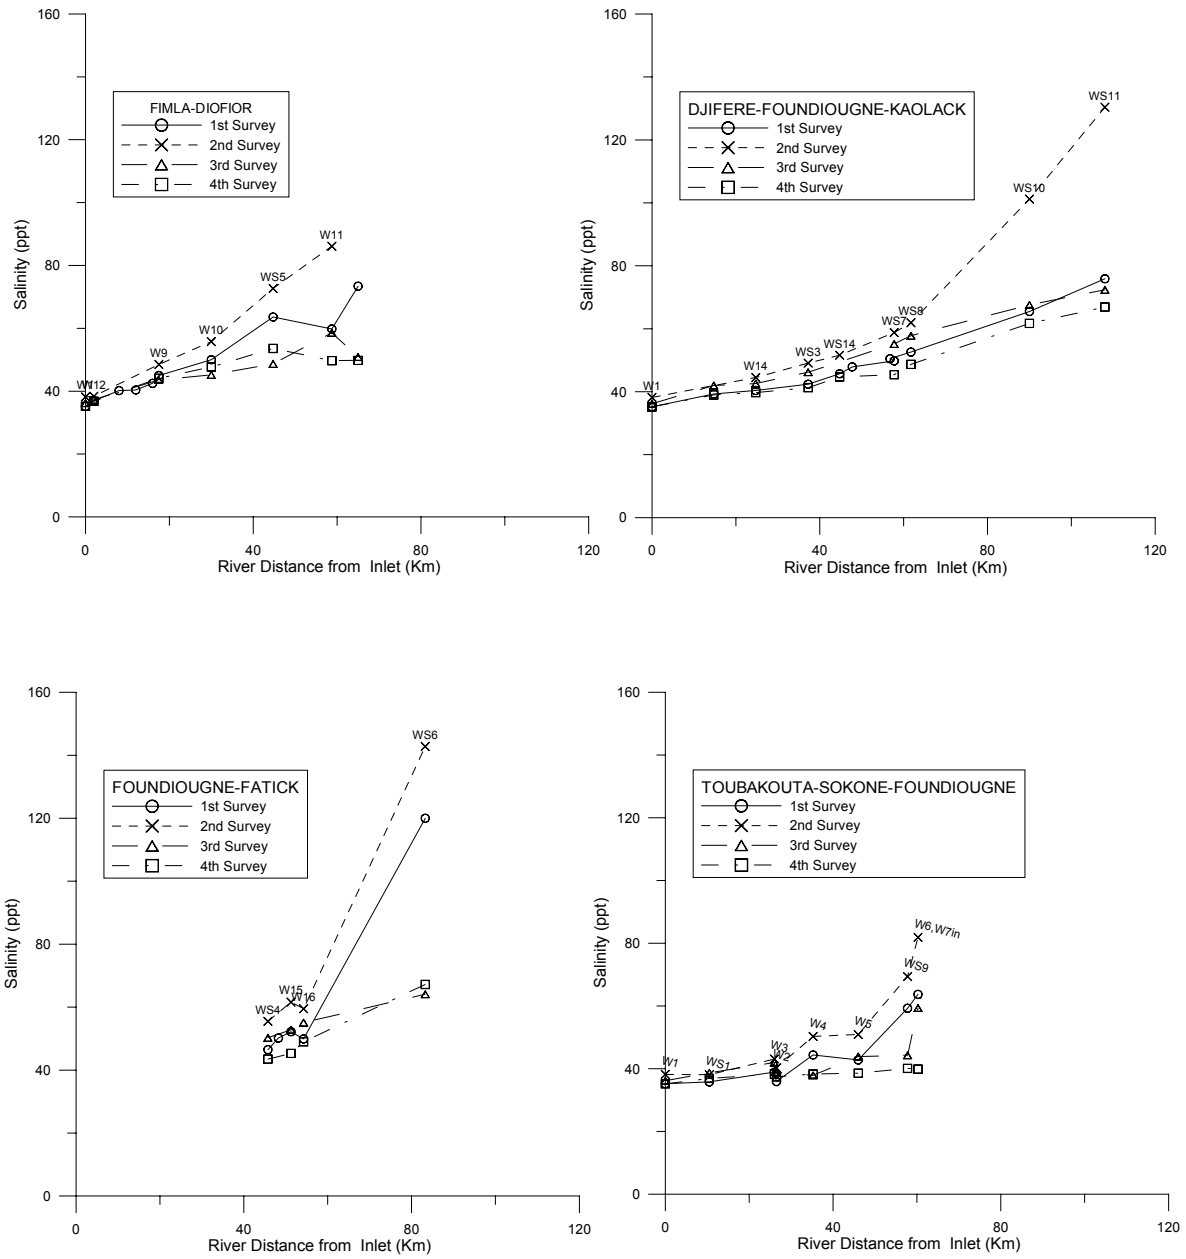 160
120
80
40
0
Salinity (ppt)
FIMLA-DIOFIOR
1st Survey
2nd Survey
3rd Survey
4th Survey
W12
W9
W10
WS5
W11
0 40 80 120
River Distance from Inlet (Km)
160
120
80
40
0
Salinity (ppt)
DJIFERE-FOUNDIOUGNE-KAOLACK
1st Survey
2nd Survey
3rd Survey
4th Survey
W1
W14
WS3
WS14
WS7
WS8
WS10
WS11
0 40 80 120
River Distance from Inlet (Km)
160
120
80
40
0
Salinity (ppt)
FOUNDIOUGNE-FATICK
1st Survey
2nd Survey
3rd Survey
4th Survey
WS4
W15
W16
WS6
0 40 80 120
River Distance from Inlet (Km)
160
120
80
40
0
Salinity (ppt)
TOUBAKOUTA-SOKONE-FOUNDIOUGNE
1st Survey
2nd Survey
3rd Survey
4th Survey
W1
WS1
W3
W2
W4
W5
WS9
W6,W7in
0 40 80 120
River Distance from Inlet (Km)